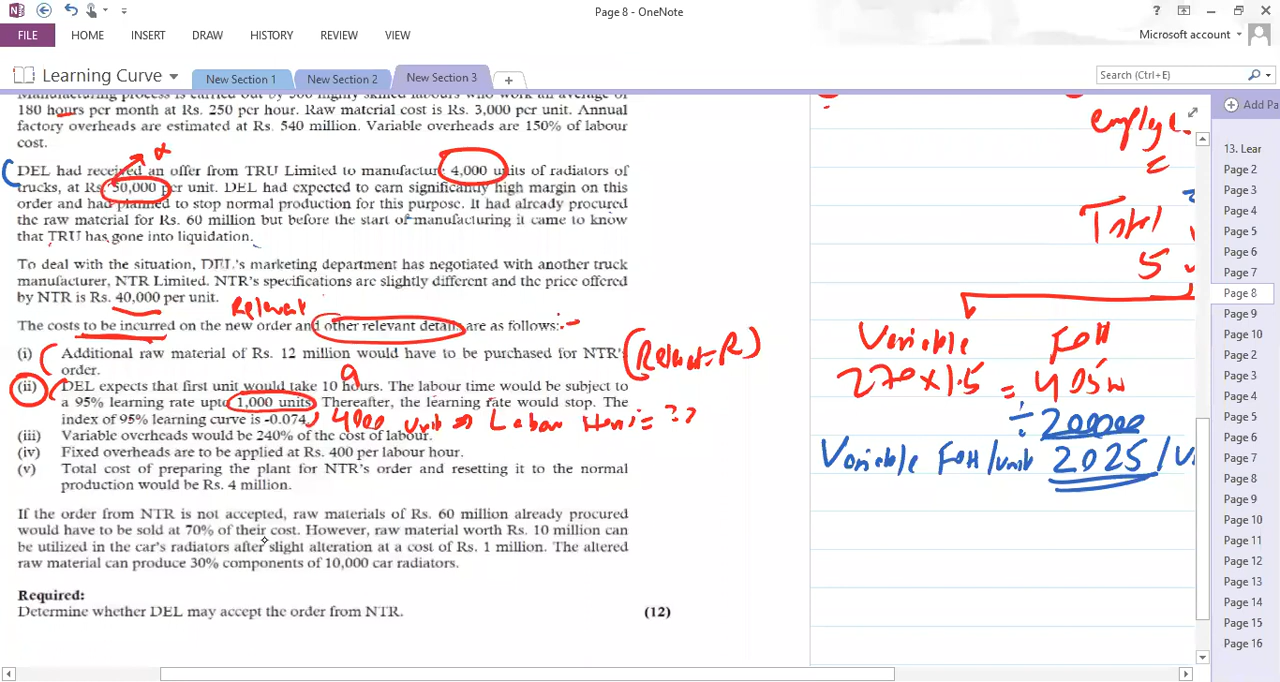 Page 8 - OneNote
Microsoft account
FILE HOME INSERT DRAW HISTORY REVIEW VIEW
Learning Curve New Section 1 New Section 2 New Section 3 +
Search (Ctrl+E)
180 hours per month at Rs. 250 per hour. Raw material cost is Rs. 3,000 per unit. Annual
factory overheads are estimated at Rs. 540 million. Variable overheads are 150% of labour
cost.
DEL had received an offer from TRU Limited to manufacture 4,000 units of radiators of
trucks, at Rs. 50,000 per unit. DEL had expected to earn significantly high margin on this
order and had planned to stop normal production for this purpose. It had already procured
the raw material for Rs. 60 million but before the start of manufacturing it came to know
that TRU has gone into liquidation.
To deal with the situation, DEL's marketing department has negotiated with another truck
manufacturer, NTR Limited. NTR's specifications are slightly different and the price offered
by NTR is Rs. 40,000 per unit.
Relevant
The costs to be incurred on the new order and other relevant details are as follows:-
(i) Additional raw material of Rs. 12 million would have to be purchased for NTR's
order.
a
(Relevant=R)
(ii) DEL expects that first unit would take 10 hours. The labour time would be subject to
a 95% learning rate upto 1,000 units. Thereafter, the learning rate would stop. The
index of 95% learning curve is -0.074.
4000 unit Labour Hours = ??
(iii) Variable overheads would be 240% of the cost of labour.
(iv) Fixed overheads are to be applied at Rs. 400 per labour hour.
(v) Total cost of preparing the plant for NTR's order and resetting it to the normal
production would be Rs. 4 million.
If the order from NTR is not accepted, raw materials of Rs. 60 million already procured
would have to be sold at 70% of their cost. However, raw material worth Rs. 10 million can
be utilized in the car's radiators after slight alteration at a cost of Rs. 1 million. The altered
raw material can produce 30% components of 10,000 car radiators.
Required:
Determine whether DEL may accept the order from NTR. (12)
=
Total
5
Variable FOH
270 x 1.5 = 405m
÷ 200000
Variable FOH/unit 2025 /
Add Pa
13. Lear
Page 2
Page 3
Page 4
Page 5
Page 6
Page 7
Page 8
Page 9
Page 10
Page 2
Page 3
Page 4
Page 5
Page 6
Page 7
Page 8
Page 9
Page 10
Page 11
Page 12
Page 13
Page 14
Page 15
Page 16